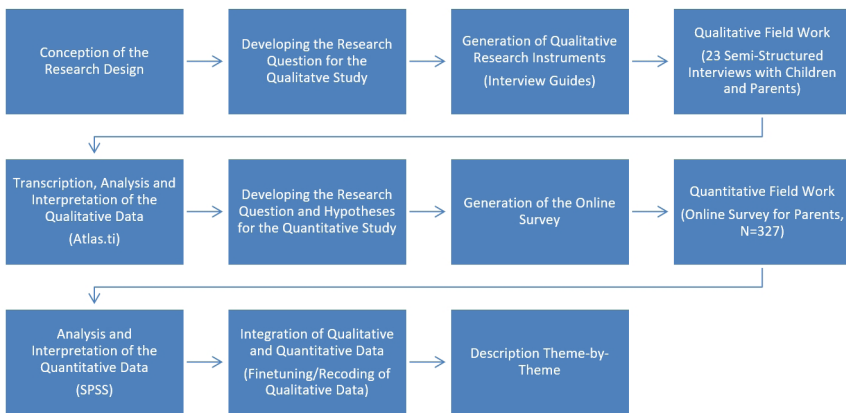 Conception of the
Research Design
Developing the Research
Question for the
Qualitatve Study
Generation of Qualitative
Research Instruments
(Interview Guides)
Qualitative Field Work
(23 Semi-Structured
Interviews with Children
and Parents)
Transcription, Analysis and
Interpretation of the
Qualitative Data
(Atlas.ti)
Developing the Research
Question and Hypotheses
for the Quantitative Study
Generation of the Online
Survey
Quantitative Field Work
(Online Survey for Parents,
N=327)
Analysis and
Interpretation of the
Quantitative Data
(SPSS)
Integration of Qualitative
and Quantitative Data
(Finetuning/Recoding of
Qualitative Data)
Description Theme-by-
Theme